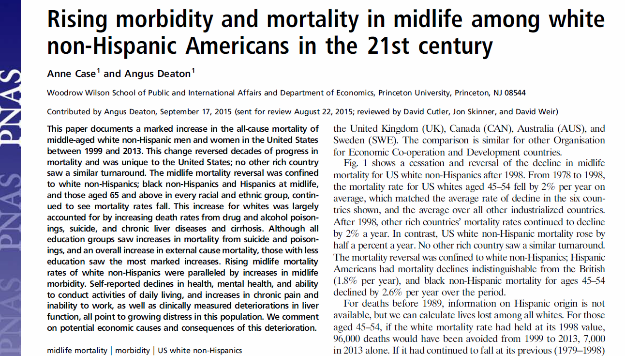 PNAS
PNAS
Rising morbidity and mortality in midlife among white
non-Hispanic Americans in the 21st century
Anne Case1 and Angus Deaton1
Woodrow Wilson School of Public and International Affairs and Department of Economics, Princeton University, Princeton, NJ 08544
Contributed by Angus Deaton, September 17, 2015 (sent for review August 22, 2015; reviewed by David Cutler, Jon Skinner, and David Weir)
This paper documents a marked increase in the all-cause mortality of
middle-aged white non-Hispanic men and women in the United States
between 1999 and 2013. This change reversed decades of progress in
mortality and was unique to the United States; no other rich country
saw a similar turnaround. The midlife mortality reversal was confined
to white non-Hispanics; black non-Hispanics and Hispanics at midlife,
and those aged 65 and above in every racial and ethnic group, contin-
ued to see mortality rates fall. This increase for whites was largely
accounted for by increasing death rates from drug and alcohol poison-
ings, suicide, and chronic liver diseases and cirrhosis. Although all
education groups saw increases in mortality from suicide and poison-
ings, and an overall increase in external cause mortality, those with less
education saw the most marked increases. Rising midlife mortality
rates of white non-Hispanics were paralleled by increases in midlife
morbidity. Self-reported declines in health, mental health, and ability
to conduct activities of daily living, and increases in chronic pain and
inability to work, as well as clinically measured deteriorations in liver
function, all point to growing distress in this population. We comment
on potential economic causes and consequences of this deterioration.
midlife mortality | morbidity | US white non-Hispanics
the United Kingdom (UK), Canada (CAN), Australia (AUS), and
Sweden (SWE). The comparison is similar for other Organisation
for Economic Co-operation and Development countries.
Fig. 1 shows a cessation and reversal of the decline in midlife
mortality for US white non-Hispanics after 1998. From 1978 to 1998,
the mortality rate for US whites aged 45–54 fell by 2% per year on
average, which matched the average rate of decline in the six coun-
tries shown, and the average over all other industrialized countries.
After 1998, other rich countries' mortality rates continued to decline
by 2% a year. In contrast, US white non-Hispanic mortality rose by
half a percent a year. No other rich country saw a similar turnaround.
The mortality reversal was confined to white non-Hispanics; Hispanic
Americans had mortality declines indistinguishable from the British
(1.8% per year), and black non-Hispanic mortality for ages 45–54
declined by 2.6% per year over the period.
For deaths before 1989, information on Hispanic origin is not
available, but we can calculate lives lost among all whites. For those
aged 45–54, if the white mortality rate had held at its 1998 value,
96,000 deaths would have been avoided from 1999 to 2013, 7,000
in 2013 alone. If it had continued to fall at its previous (1979‒1998)